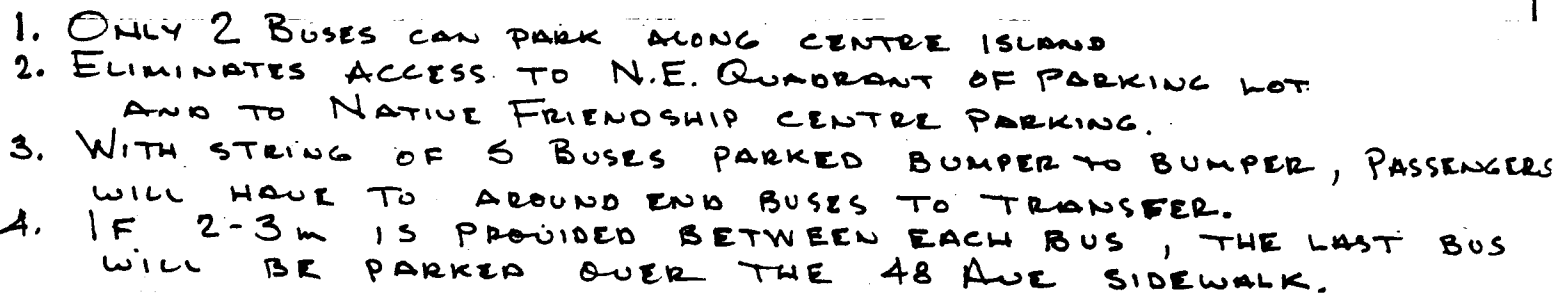 1. ONLY 2 BUSES CAN PARK ALONG CENTRE ISLAND
2. ELIMINATES ACCESS TO N.E. QUADRANT OF PARKING LOT
AND TO NATIVE FRIENDSHIP CENTRE PARKING.
3. WITH STRING OF 5 BUSES PARKED BUMPER TO BUMPER, PASSENGERS
WILL HAVE TO AROUND END BUSES TO TRANSFER.
4. IF 2-3m IS PROVIDED BETWEEN EACH BUS, THE LAST BUS
WILL BE PARKED OVER THE 48 AVE SIDEWALK.